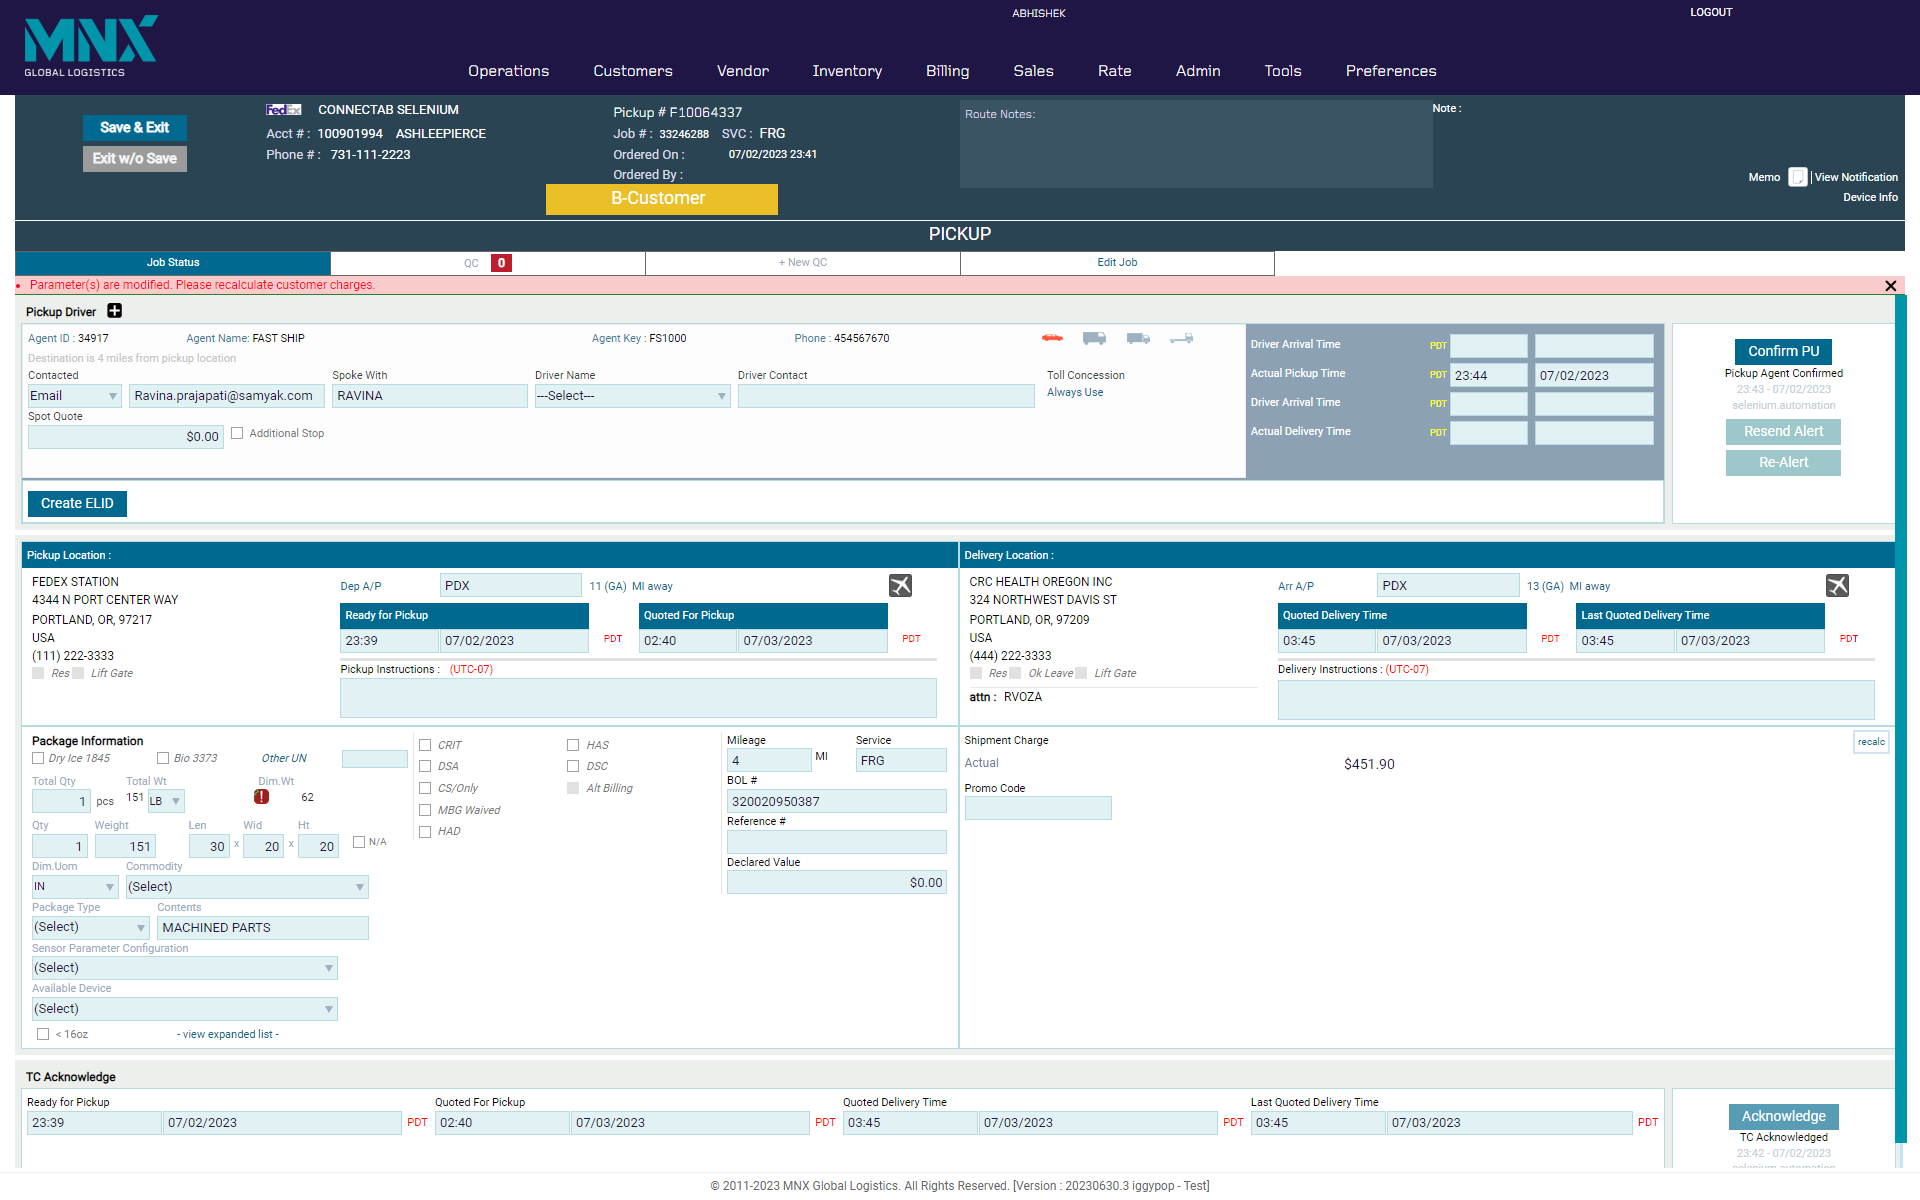 ABHISHEK
LOGOUT
MNX
GLOBAL LOGISTICS
Operations Customers Vendor Inventory Billing Sales Rate Admin Tools Preferences
Save & Exit
Exit w/o Save
FedEx CONNECTAB SELENIUM
Acct # : 100901994 ASHLEEPIERCE
Phone # : 731-111-2223
Pickup # F10064337
Job # : 33246288 SVC : FRG
Ordered On : 07/02/2023 23:41
Ordered By :
B-Customer
Route Notes:
Note :
Memo | View Notification
Device Info
PICKUP
Job Status QC 0 + New QC Edit Job
Parameter(s) are modified. Please recalculate customer charges.
Pickup Driver
Agent ID : 34917 Agent Name: FAST SHIP Agent Key : FS1000 Phone : 454567670
Destination is 4 miles from pickup location
Contacted Spoke With Driver Name Driver Contact Toll Concession
Email Ravina.prajapati@samyak.com RAVINA ---Select--- Always Use
Spot Quote
$0.00 Additional Stop
Driver Arrival Time PDT
Actual Pickup Time PDT 23:44 07/02/2023
Driver Arrival Time PDT
Actual Delivery Time PDT
Confirm PU
Pickup Agent Confirmed
23:43 - 07/02/2023
selenium.automation
Resend Alert
Re-Alert
Create ELID
Pickup Location :
FEDEX STATION
4344 N PORT CENTER WAY
PORTLAND, OR, 97217
USA
(111) 222-3333
Res Lift Gate
Dep A/P PDX 11 (GA) MI away
Ready for Pickup Quoted For Pickup
23:39 07/02/2023 PDT 02:40 07/03/2023 PDT
Pickup Instructions : (UTC-07)
Delivery Location :
CRC HEALTH OREGON INC
324 NORTHWEST DAVIS ST
PORTLAND, OR, 97209
USA
(444) 222-3333
Res Ok Leave Lift Gate
attn : RVOZA
Arr A/P PDX 13 (GA) MI away
Quoted Delivery Time Last Quoted Delivery Time
03:45 07/03/2023 PDT 03:45 07/03/2023 PDT
Delivery Instructions : (UTC-07)
Package Information
Dry Ice 1845 Bio 3373 Other UN
Total Qty Total Wt Dim.Wt
1 pcs 151 LB 62
Qty Weight Len Wid Ht
1 151 30 x 20 x 20 N/A
Dim.Uom Commodity
IN (Select)
Package Type Contents
(Select) MACHINED PARTS
Sensor Parameter Configuration
(Select)
Available Device
(Select)
< 16oz - view expanded list -
CRIT HAS
DSA DSC
CS/Only Alt Billing
MBG Waived
HAD
Mileage Service
4 MI FRG
BOL #
320020950387
Reference #
Declared Value
$0.00
Shipment Charge recalc
Actual $451.90
Promo Code
TC Acknowledge
Ready for Pickup Quoted For Pickup Quoted Delivery Time Last Quoted Delivery Time
23:39 07/02/2023 PDT 02:40 07/03/2023 PDT 03:45 07/03/2023 PDT 03:45 07/03/2023 PDT
Acknowledge
TC Acknowledged
23:42 - 07/02/2023
selenium.automation
© 2011-2023 MNX Global Logistics. All Rights Reserved. [Version : 20230630.3 iggypop - Test]